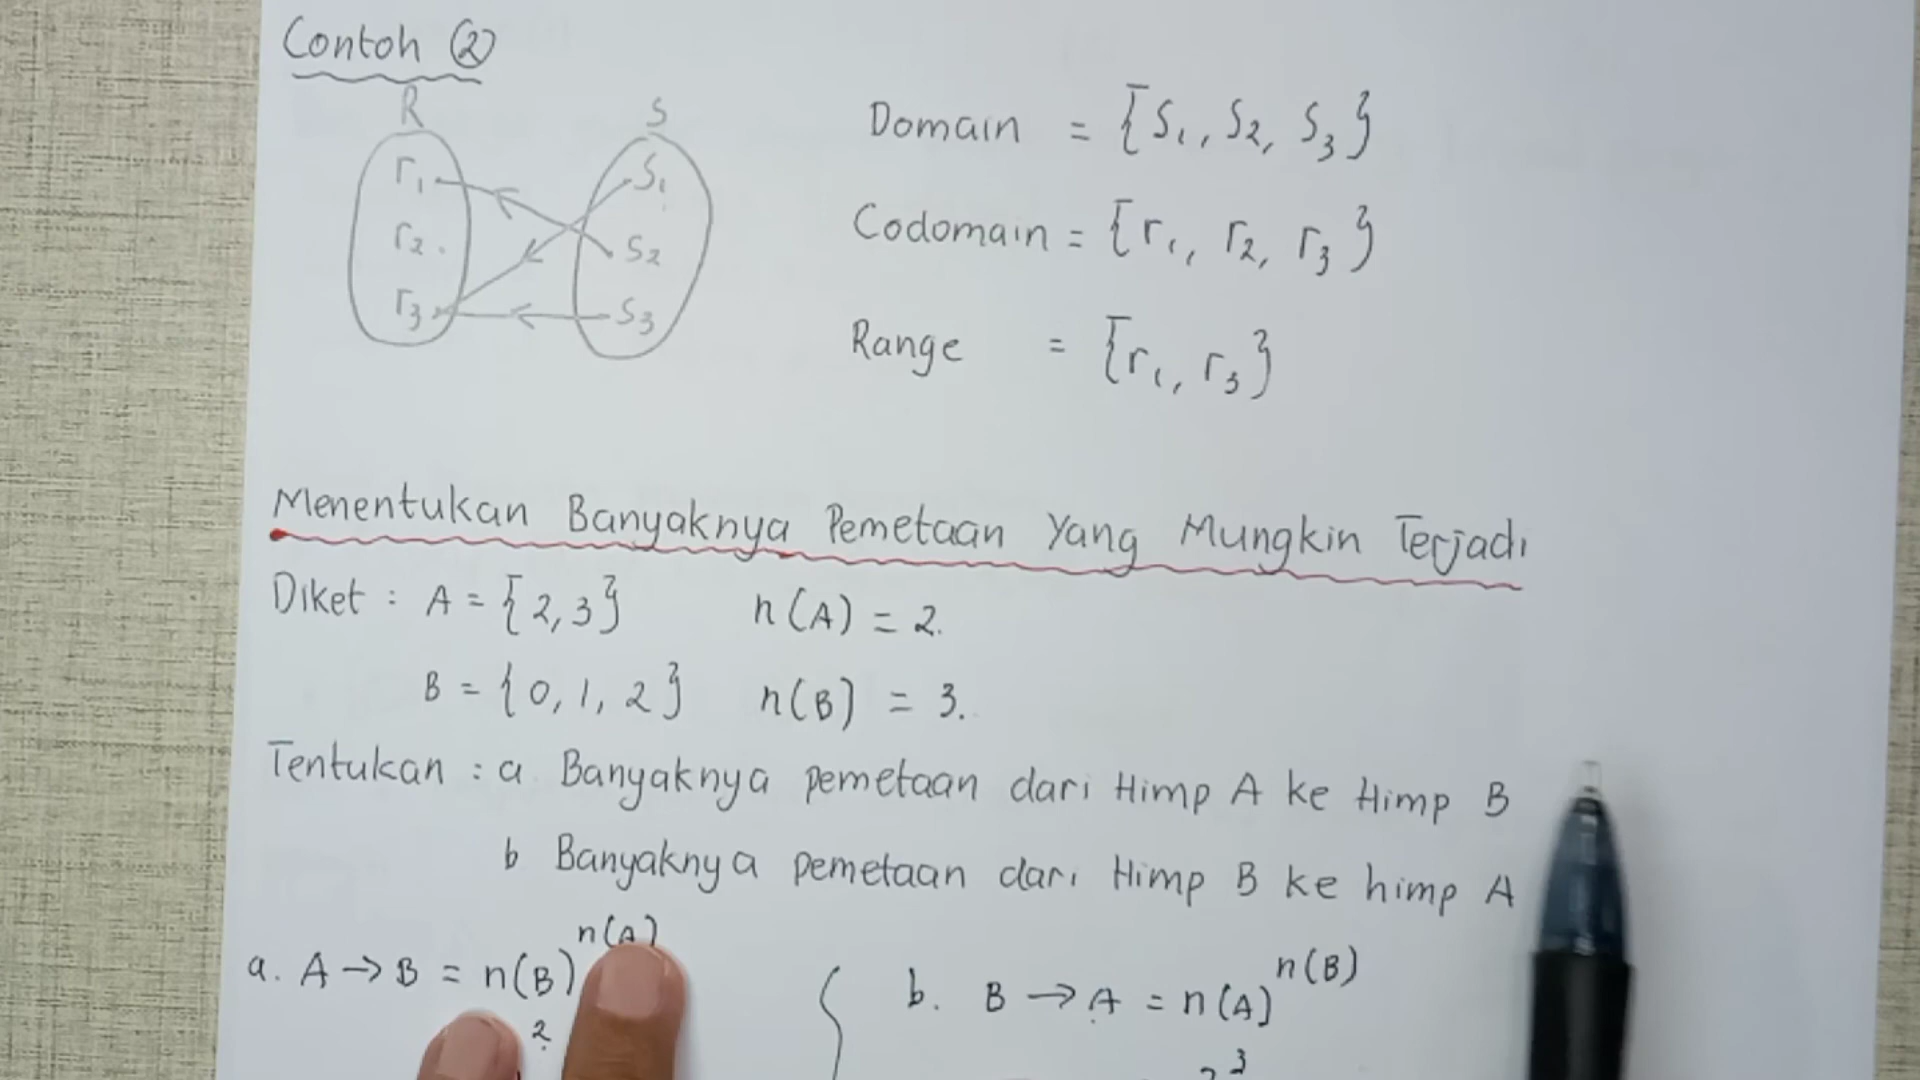 Contoh ②
R S
r₁ S₁
r₂. S₂
r₃ S₃
Domain = {S₁, S₂, S₃}
Codomain = {r₁, r₂, r₃}
Range = {r₁, r₃}
Menentukan Banyaknya Pemetaan Yang Mungkin Terjadi
Diket : A = {2, 3} n(A) = 2.
B = {0, 1, 2} n(B) = 3.
Tentukan : a Banyaknya pemetaan dari Himp A ke Himp B
b Banyaknya pemetaan dari Himp B ke himp A
a. A → B = n(B)ⁿ⁽ᴬ⁾
2
b. B → A = n(A)ⁿ⁽ᴮ⁾
3